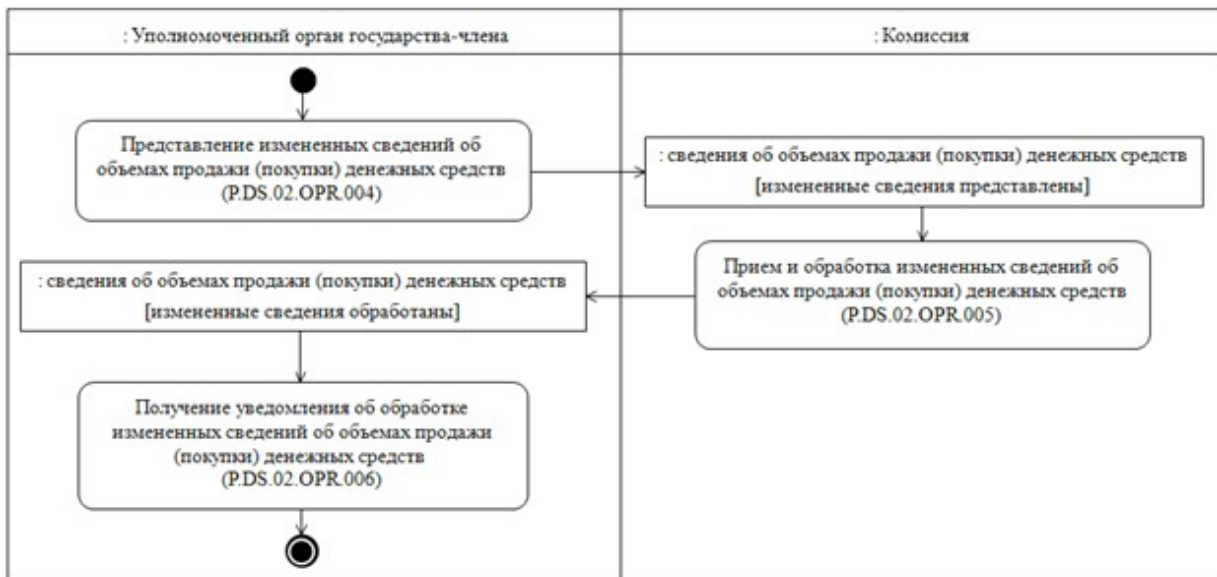 : Уполномоченный орган государства-члена
: Комиссия
Представление измененных сведений об
объемах продажи (покупки) денежных средств
(P.DS.02.OPR.004)
: сведения об объемах продажи (покупки) денежных средств
[измененные сведения представлены]
Прием и обработка измененных сведений об
объемах продажи (покупки) денежных средств
(P.DS.02.OPR.005)
: сведения об объемах продажи (покупки) денежных средств
[измененные сведения обработаны]
Получение уведомления об обработке
измененных сведений об объемах продажи
(покупки) денежных средств
(P.DS.02.OPR.006)